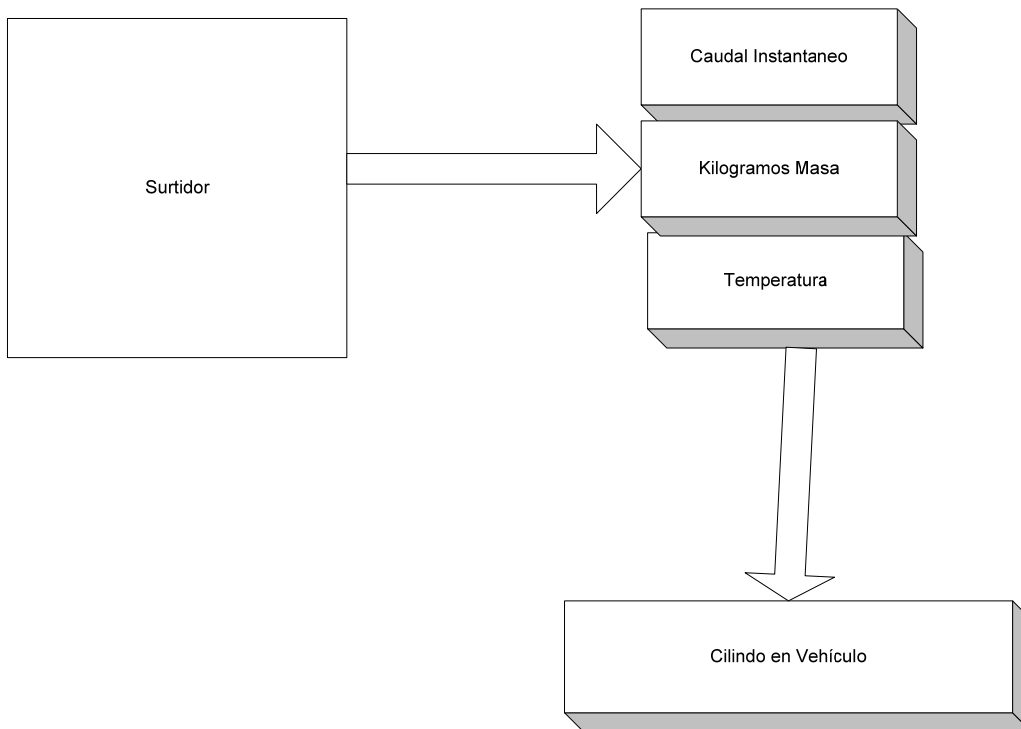 Surtidor
Caudal Instantaneo
Kilogramos Masa
Temperatura
Cilindo en Vehículo